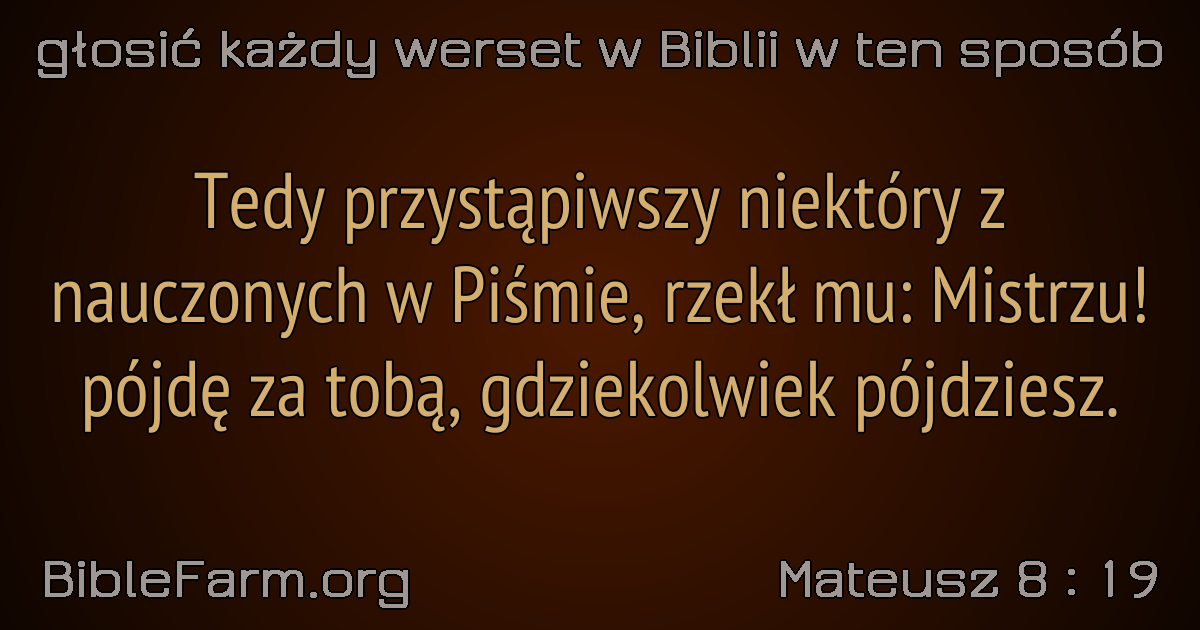 głosić każdy werset w Biblii w ten sposób
Tedy przystąpiwszy niektóry z
nauczonych w Piśmie, rzekł mu: Mistrzu!
pójdę za tobą, gdziekolwiek pójdziesz.
BibleFarm.org
Mateusz 8 : 19